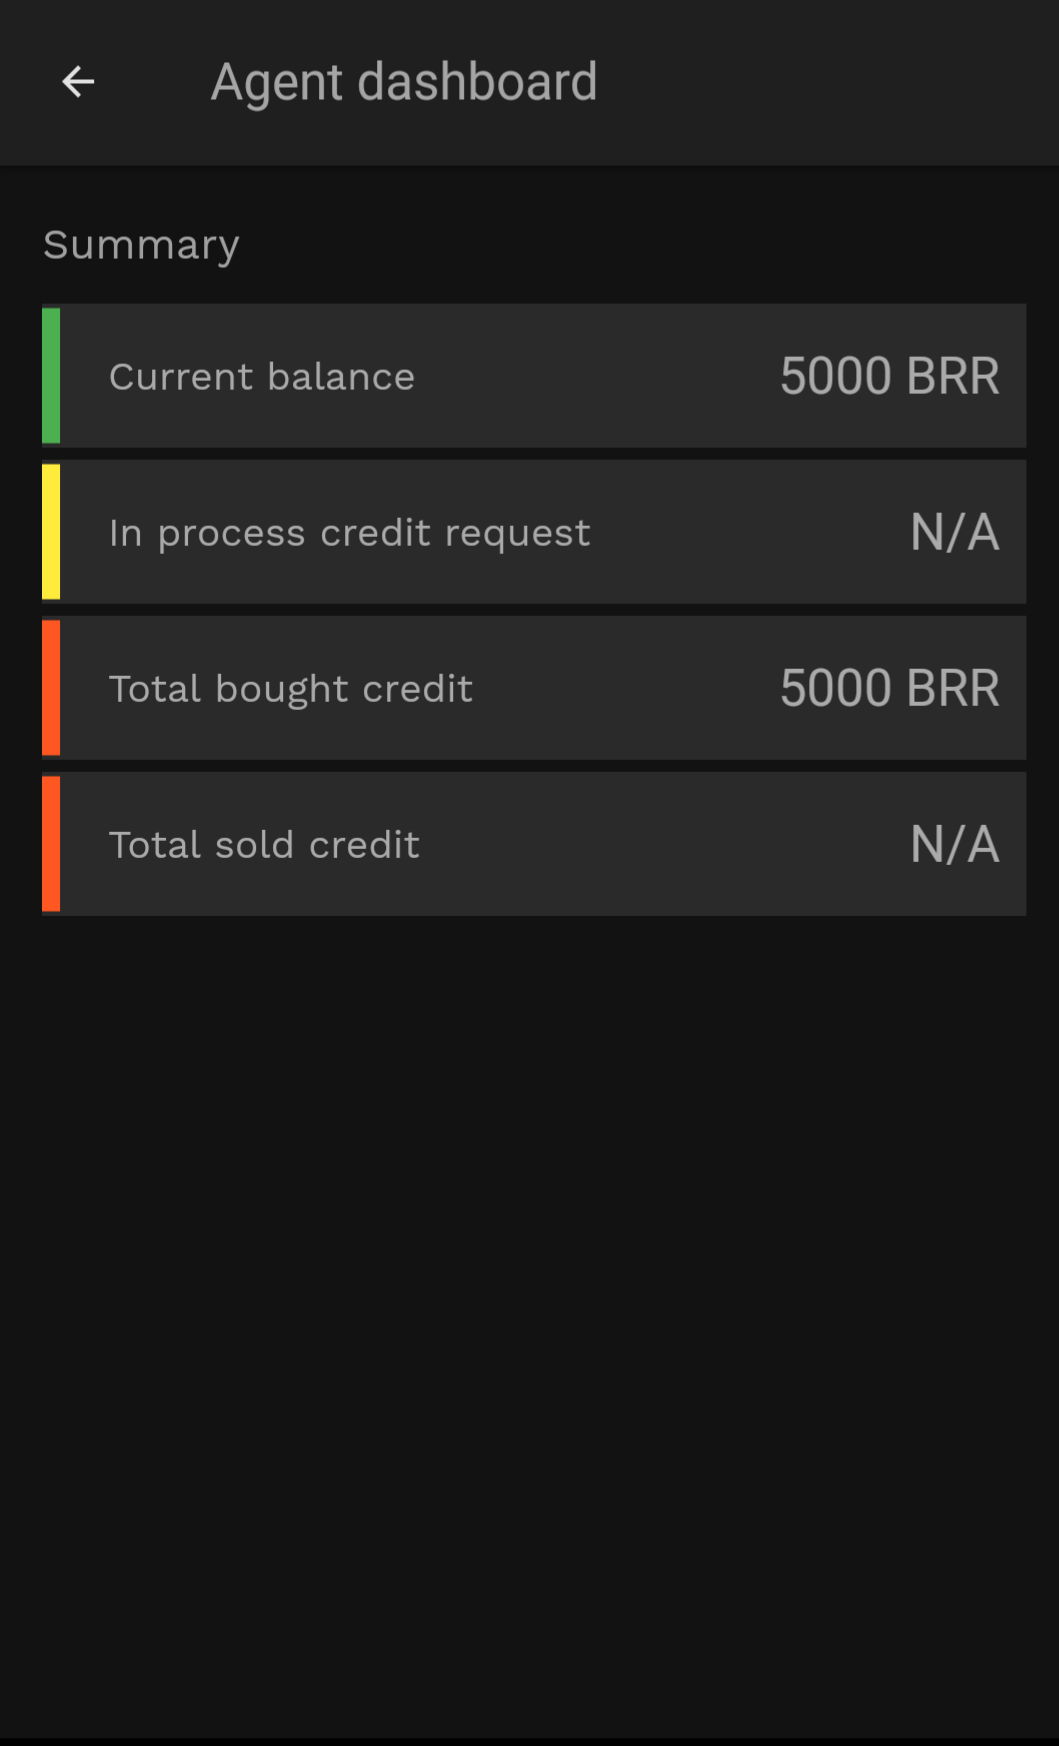 Agent dashboard
Summary
Current balance 5000 BRR
In process credit request N/A
Total bought credit 5000 BRR
Total sold credit N/A